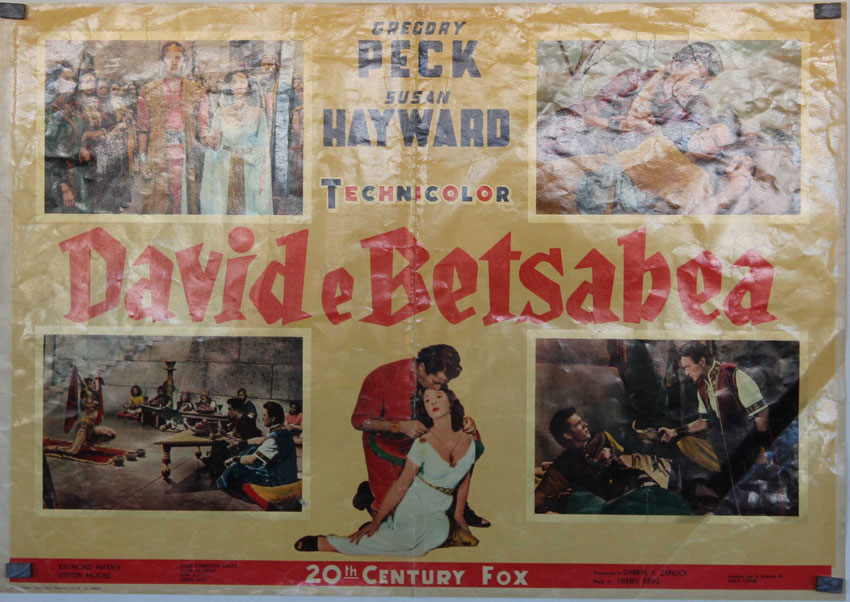 GREGORY
PECK
SUSAN
HAYWARD
TECHNICOLOR
David e Betsabea
RAYMOND MASSEY
KIERON MOORE
DARRYL F. ZANUCK
HENRY KING
20th CENTURY FOX